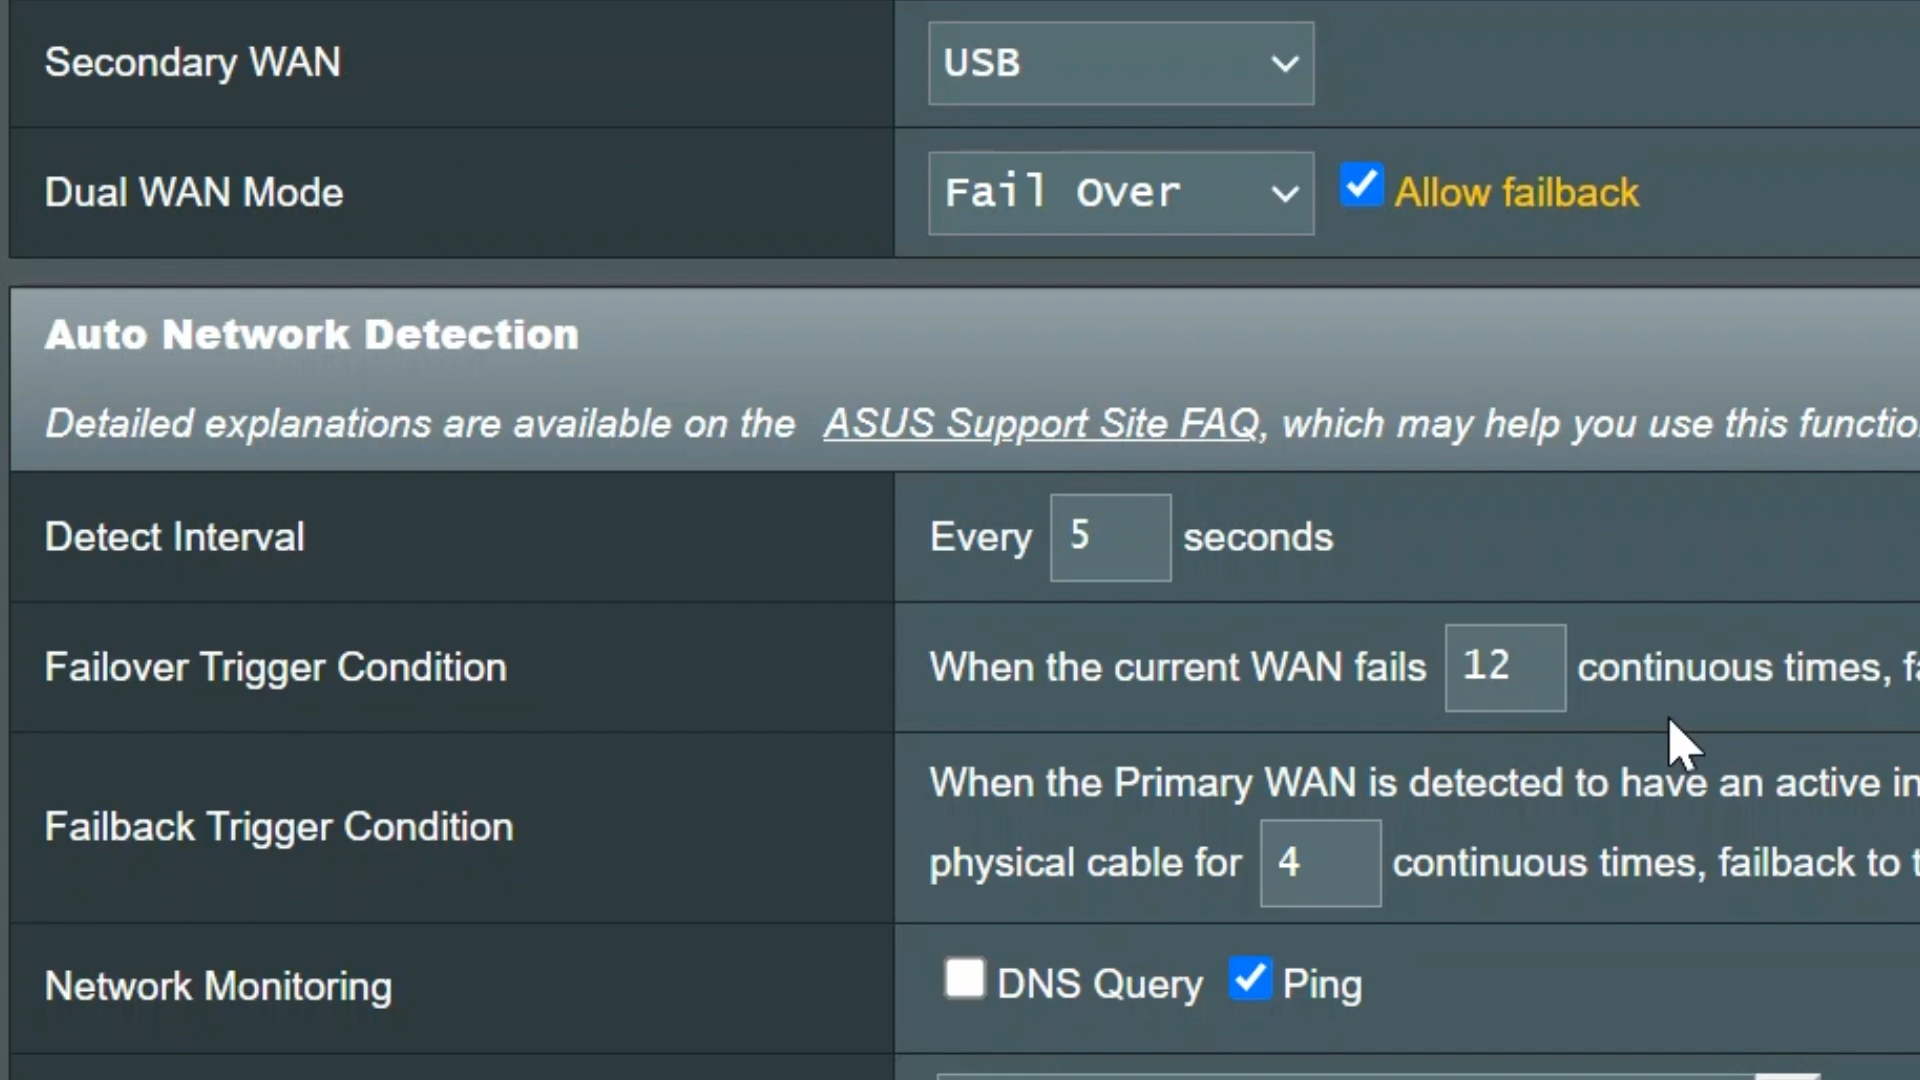 Secondary WAN USB
Dual WAN Mode Fail Over Allow failback
Auto Network Detection
Detailed explanations are available on the ASUS Support Site FAQ, which may help you use this functio
Detect Interval Every 5 seconds
Failover Trigger Condition When the current WAN fails 12 continuous times, fa
When the Primary WAN is detected to have an active in
Failback Trigger Condition
physical cable for 4 continuous times, failback to t
Network Monitoring DNS Query Ping